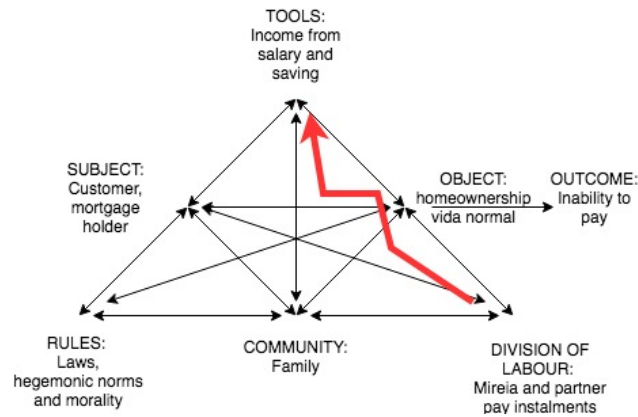 TOOLS:
Income from
salary and
saving
SUBJECT:
Customer,
mortgage
holder
OBJECT:
homeownership
vida normal
OUTCOME:
Inability to
pay
RULES:
Laws,
hegemonic norms
and morality
COMMUNITY:
Family
DIVISION OF
LABOUR:
Mireia and partner
pay instalments